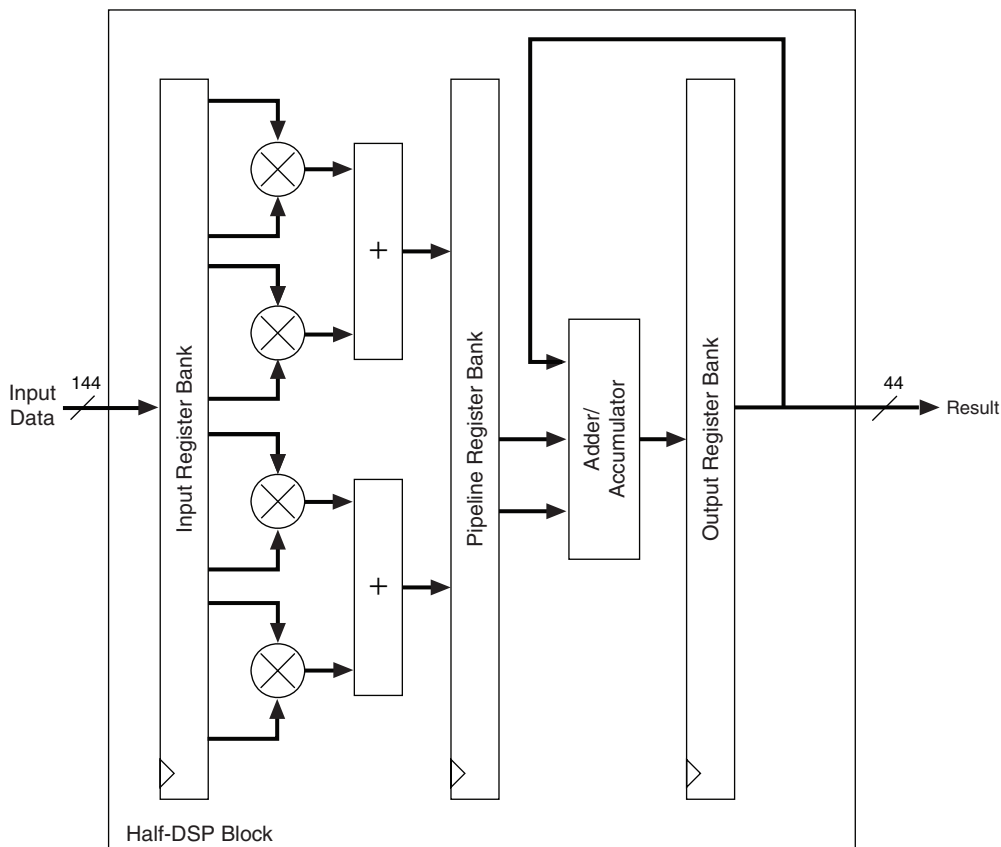 Input
Data
144
Input Register Bank
+
+
Pipeline Register Bank
Adder/
Accumulator
Output Register Bank
44
Result
Half-DSP Block